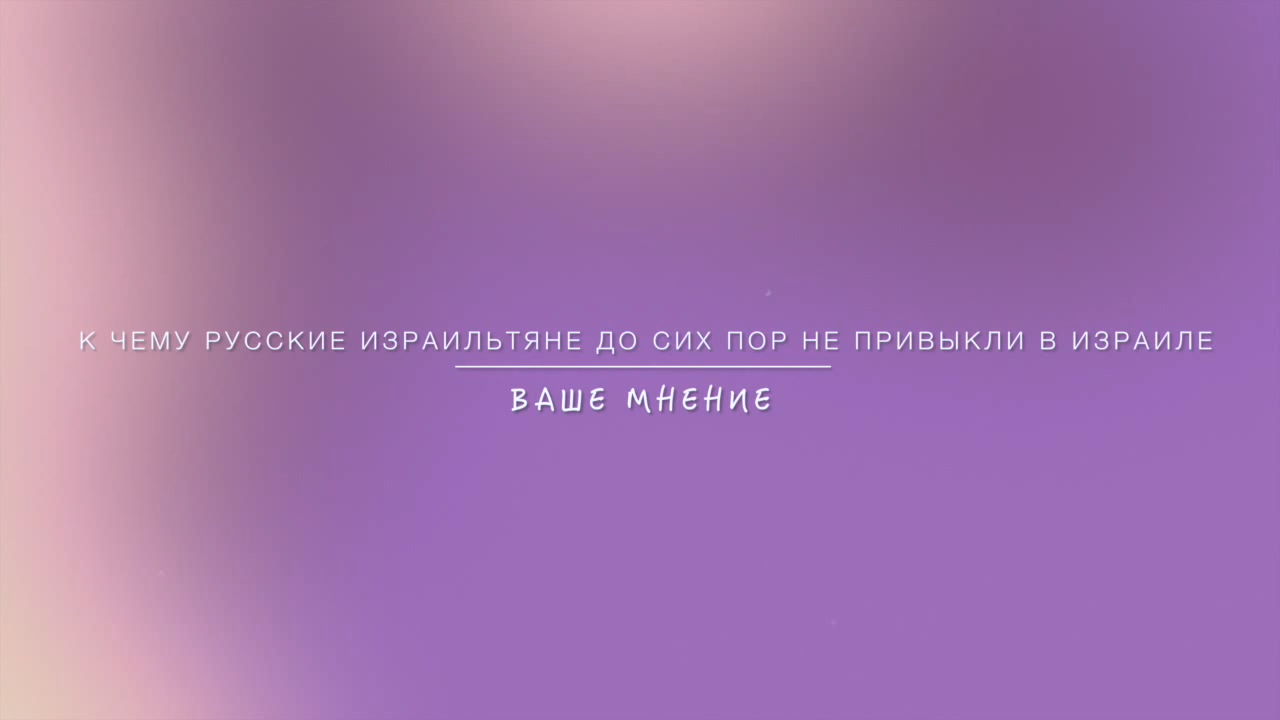 К ЧЕМУ РУССКИЕ ИЗРАИЛЬТЯНЕ ДО СИХ ПОР НЕ ПРИВЫКЛИ В ИЗРАИЛЕ
ВАШЕ МНЕНИЕ